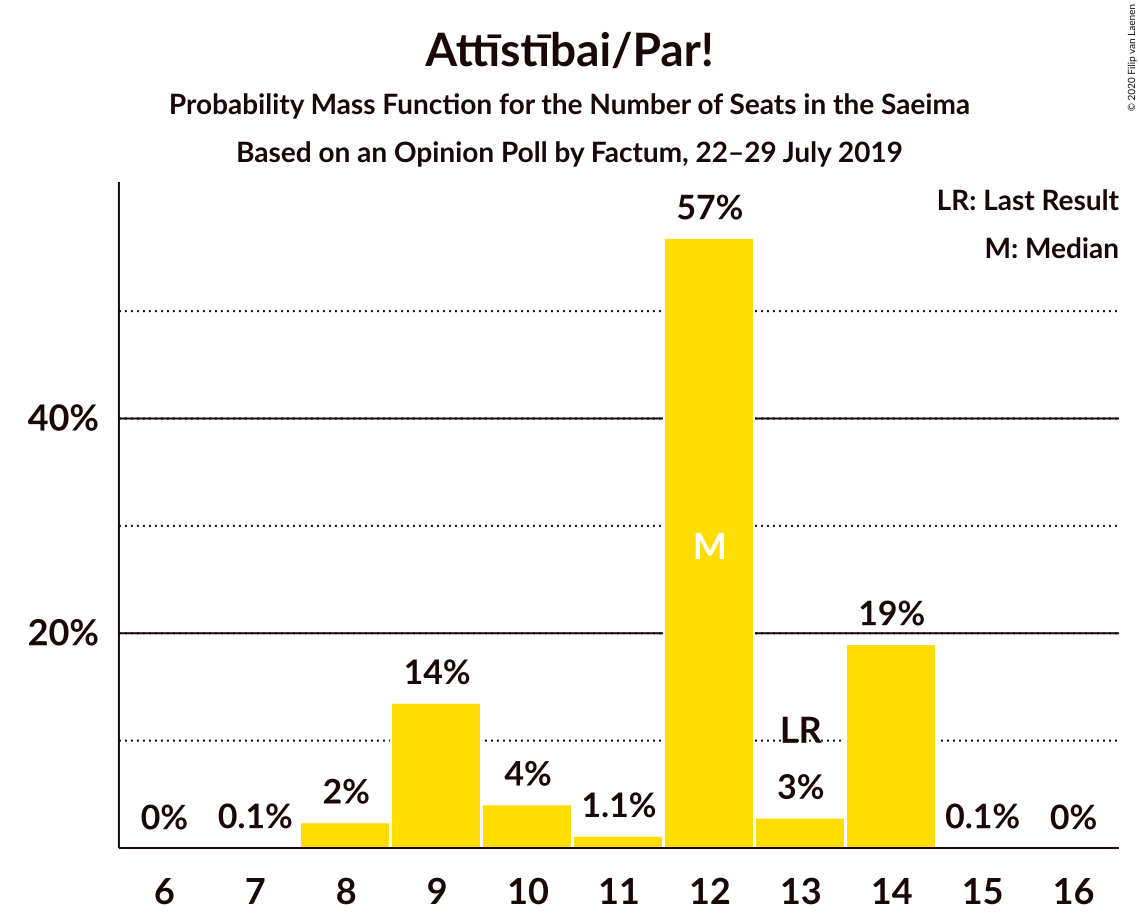 Attīstībai/Par!
Probability Mass Function for the Number of Seats in the Saeima
Based on an Opinion Poll by Factum, 22–29 July 2019
© 2020 Filip van Laenen
LR: Last Result
M: Median
57%
40%
M
19%
20%
14%
LR
4%
3%
2%
1.1%
0%
0.1%
0.1%
0%
6 7 8 9 10 11 12 13 14 15 16